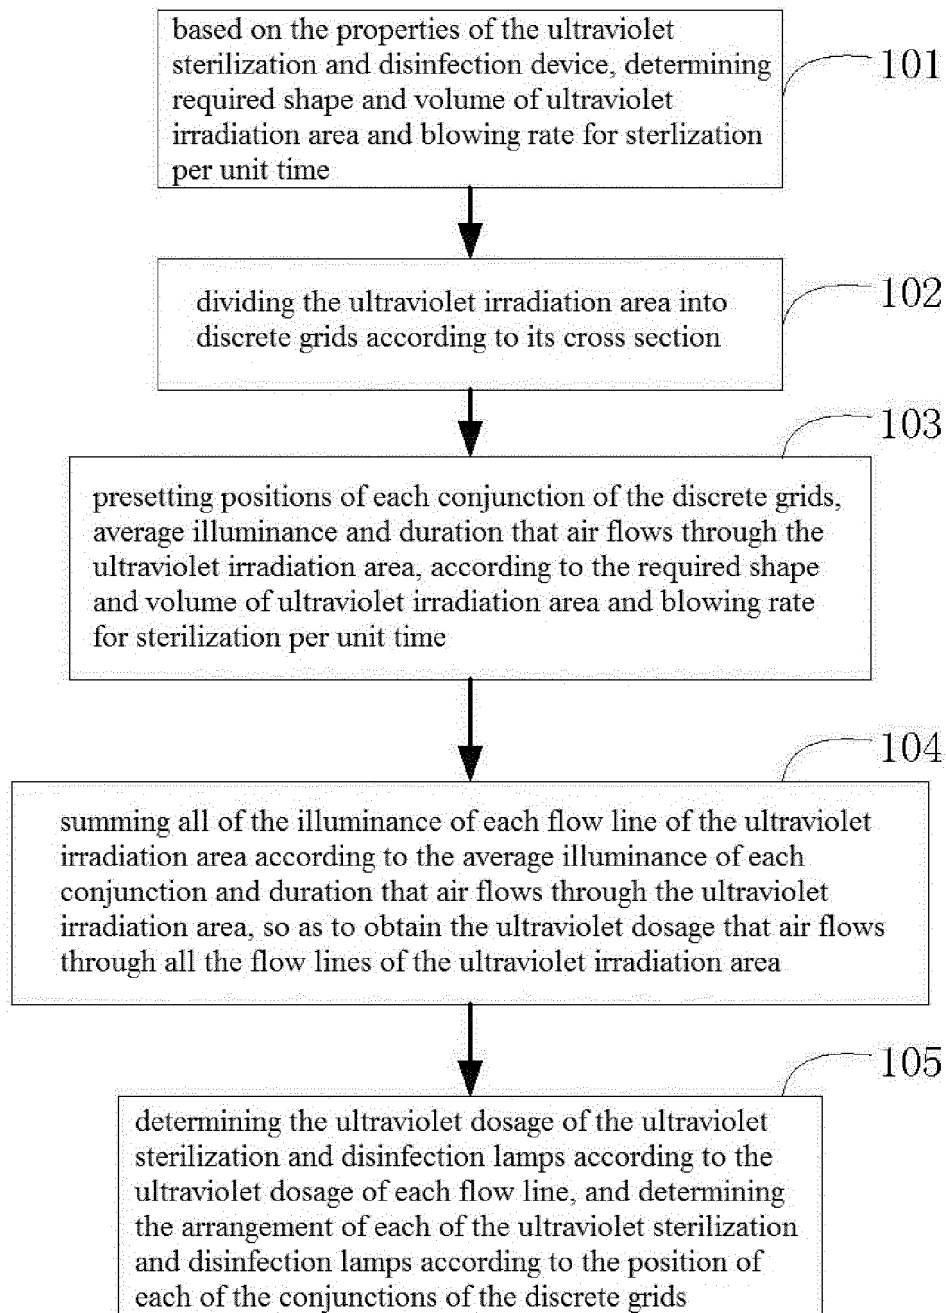 based on the properties of the ultraviolet
sterilization and disinfection device, determining
required shape and volume of ultraviolet
irradiation area and blowing rate for sterlization
per unit time
101
dividing the ultraviolet irradiation area into
discrete grids according to its cross section
102
103
presetting positions of each conjunction of the discrete grids,
average illuminance and duration that air flows through the
ultraviolet irradiation area, according to the required shape
and volume of ultraviolet irradiation area and blowing rate
for sterilization per unit time
104
summing all of the illuminance of each flow line of the ultraviolet
irradiation area according to the average illuminance of each
conjunction and duration that air flows through the ultraviolet
irradiation area, so as to obtain the ultraviolet dosage that air flows
through all the flow lines of the ultraviolet irradiation area
105
determining the ultraviolet dosage of the ultraviolet
sterilization and disinfection lamps according to the
ultraviolet dosage of each flow line, and determining
the arrangement of each of the ultraviolet sterilization
and disinfection lamps according to the position of
each of the conjunctions of the discrete grids